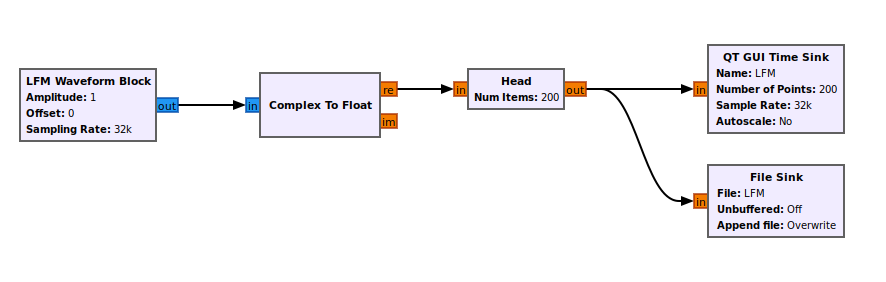 LFM Waveform Block
Amplitude: 1
Offset: 0
Sampling Rate: 32k
out
in
Complex To Float
re
im
in
Head
Num Items: 200
out
in
QT GUI Time Sink
Name: LFM
Number of Points: 200
Sample Rate: 32k
Autoscale: No
in
File Sink
File: LFM
Unbuffered: Off
Append file: Overwrite